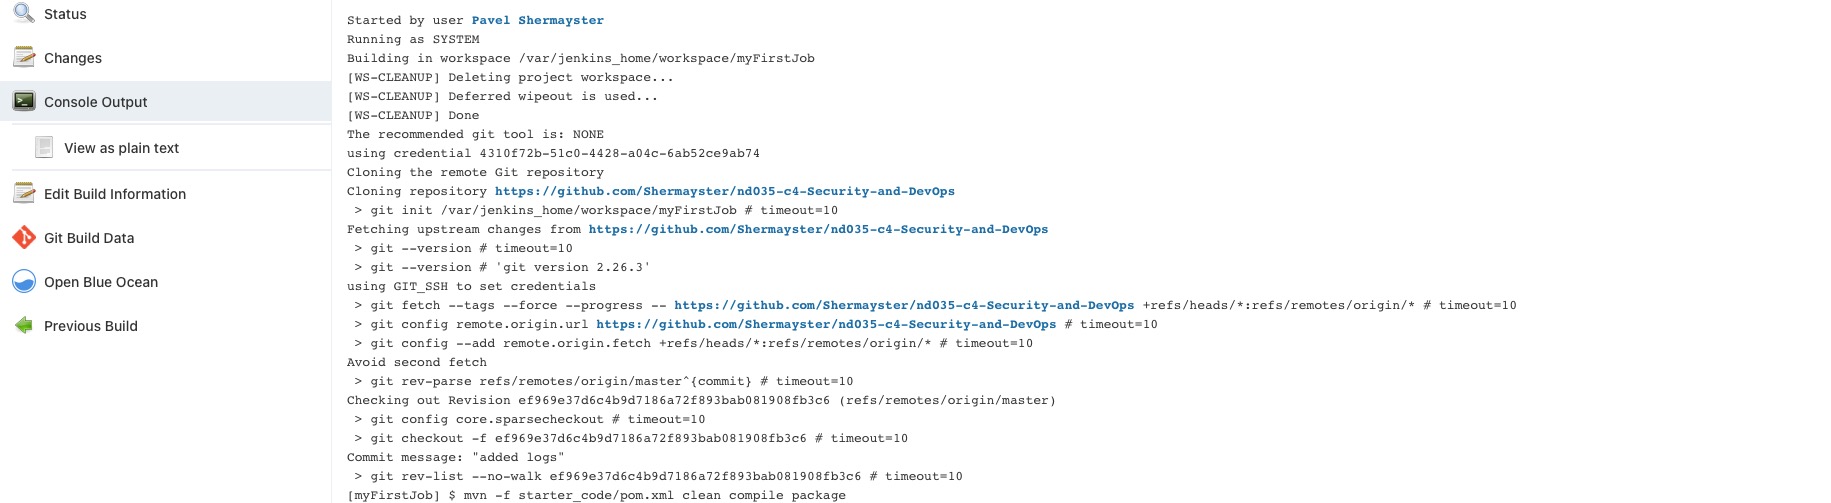 Status
Changes
Console Output
View as plain text
Edit Build Information
Git Build Data
Open Blue Ocean
Previous Build
Started by user Pavel Shermayster
Running as SYSTEM
Building in workspace /var/jenkins_home/workspace/myFirstJob
[WS-CLEANUP] Deleting project workspace...
[WS-CLEANUP] Deferred wipeout is used...
[WS-CLEANUP] Done
The recommended git tool is: NONE
using credential 4310f72b-51c0-4428-a04c-6ab52ce9ab74
Cloning the remote Git repository
Cloning repository https://github.com/Shermayster/nd035-c4-Security-and-DevOps
 > git init /var/jenkins_home/workspace/myFirstJob # timeout=10
Fetching upstream changes from https://github.com/Shermayster/nd035-c4-Security-and-DevOps
 > git --version # timeout=10
 > git --version # 'git version 2.26.3'
using GIT_SSH to set credentials
 > git fetch --tags --force --progress -- https://github.com/Shermayster/nd035-c4-Security-and-DevOps +refs/heads/*:refs/remotes/origin/* # timeout=10
 > git config remote.origin.url https://github.com/Shermayster/nd035-c4-Security-and-DevOps # timeout=10
 > git config --add remote.origin.fetch +refs/heads/*:refs/remotes/origin/* # timeout=10
Avoid second fetch
 > git rev-parse refs/remotes/origin/master^{commit} # timeout=10
Checking out Revision ef969e37d6c4b9d7186a72f893bab081908fb3c6 (refs/remotes/origin/master)
 > git config core.sparsecheckout # timeout=10
 > git checkout -f ef969e37d6c4b9d7186a72f893bab081908fb3c6 # timeout=10
Commit message: "added logs"
 > git rev-list --no-walk ef969e37d6c4b9d7186a72f893bab081908fb3c6 # timeout=10
[myFirstJob] $ mvn -f starter_code/pom.xml clean compile package